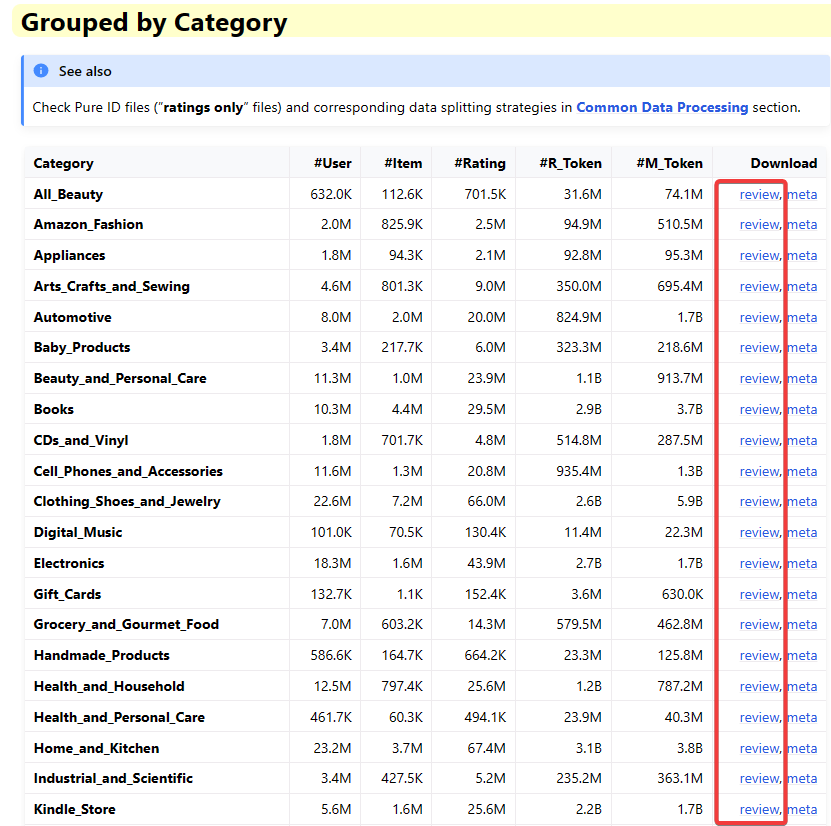 Grouped by Category
See also
Check Pure ID files (“ratings only” files) and corresponding data splitting strategies in Common Data Processing section.
Category #User #Item #Rating #R_Token #M_Token Download
All_Beauty 632.0K 112.6K 701.5K 31.6M 74.1M review, meta
Amazon_Fashion 2.0M 825.9K 2.5M 94.9M 510.5M review, meta
Appliances 1.8M 94.3K 2.1M 92.8M 95.3M review, meta
Arts_Crafts_and_Sewing 4.6M 801.3K 9.0M 350.0M 695.4M review, meta
Automotive 8.0M 2.0M 20.0M 824.9M 1.7B review, meta
Baby_Products 3.4M 217.7K 6.0M 323.3M 218.6M review, meta
Beauty_and_Personal_Care 11.3M 1.0M 23.9M 1.1B 913.7M review, meta
Books 10.3M 4.4M 29.5M 2.9B 3.7B review, meta
CDs_and_Vinyl 1.8M 701.7K 4.8M 514.8M 287.5M review, meta
Cell_Phones_and_Accessories 11.6M 1.3M 20.8M 935.4M 1.3B review, meta
Clothing_Shoes_and_Jewelry 22.6M 7.2M 66.0M 2.6B 5.9B review, meta
Digital_Music 101.0K 70.5K 130.4K 11.4M 22.3M review, meta
Electronics 18.3M 1.6M 43.9M 2.7B 1.7B review, meta
Gift_Cards 132.7K 1.1K 152.4K 3.6M 630.0K review, meta
Grocery_and_Gourmet_Food 7.0M 603.2K 14.3M 579.5M 462.8M review, meta
Handmade_Products 586.6K 164.7K 664.2K 23.3M 125.8M review, meta
Health_and_Household 12.5M 797.4K 25.6M 1.2B 787.2M review, meta
Health_and_Personal_Care 461.7K 60.3K 494.1K 23.9M 40.3M review, meta
Home_and_Kitchen 23.2M 3.7M 67.4M 3.1B 3.8B review, meta
Industrial_and_Scientific 3.4M 427.5K 5.2M 235.2M 363.1M review, meta
Kindle_Store 5.6M 1.6M 25.6M 2.2B 1.7B review, meta